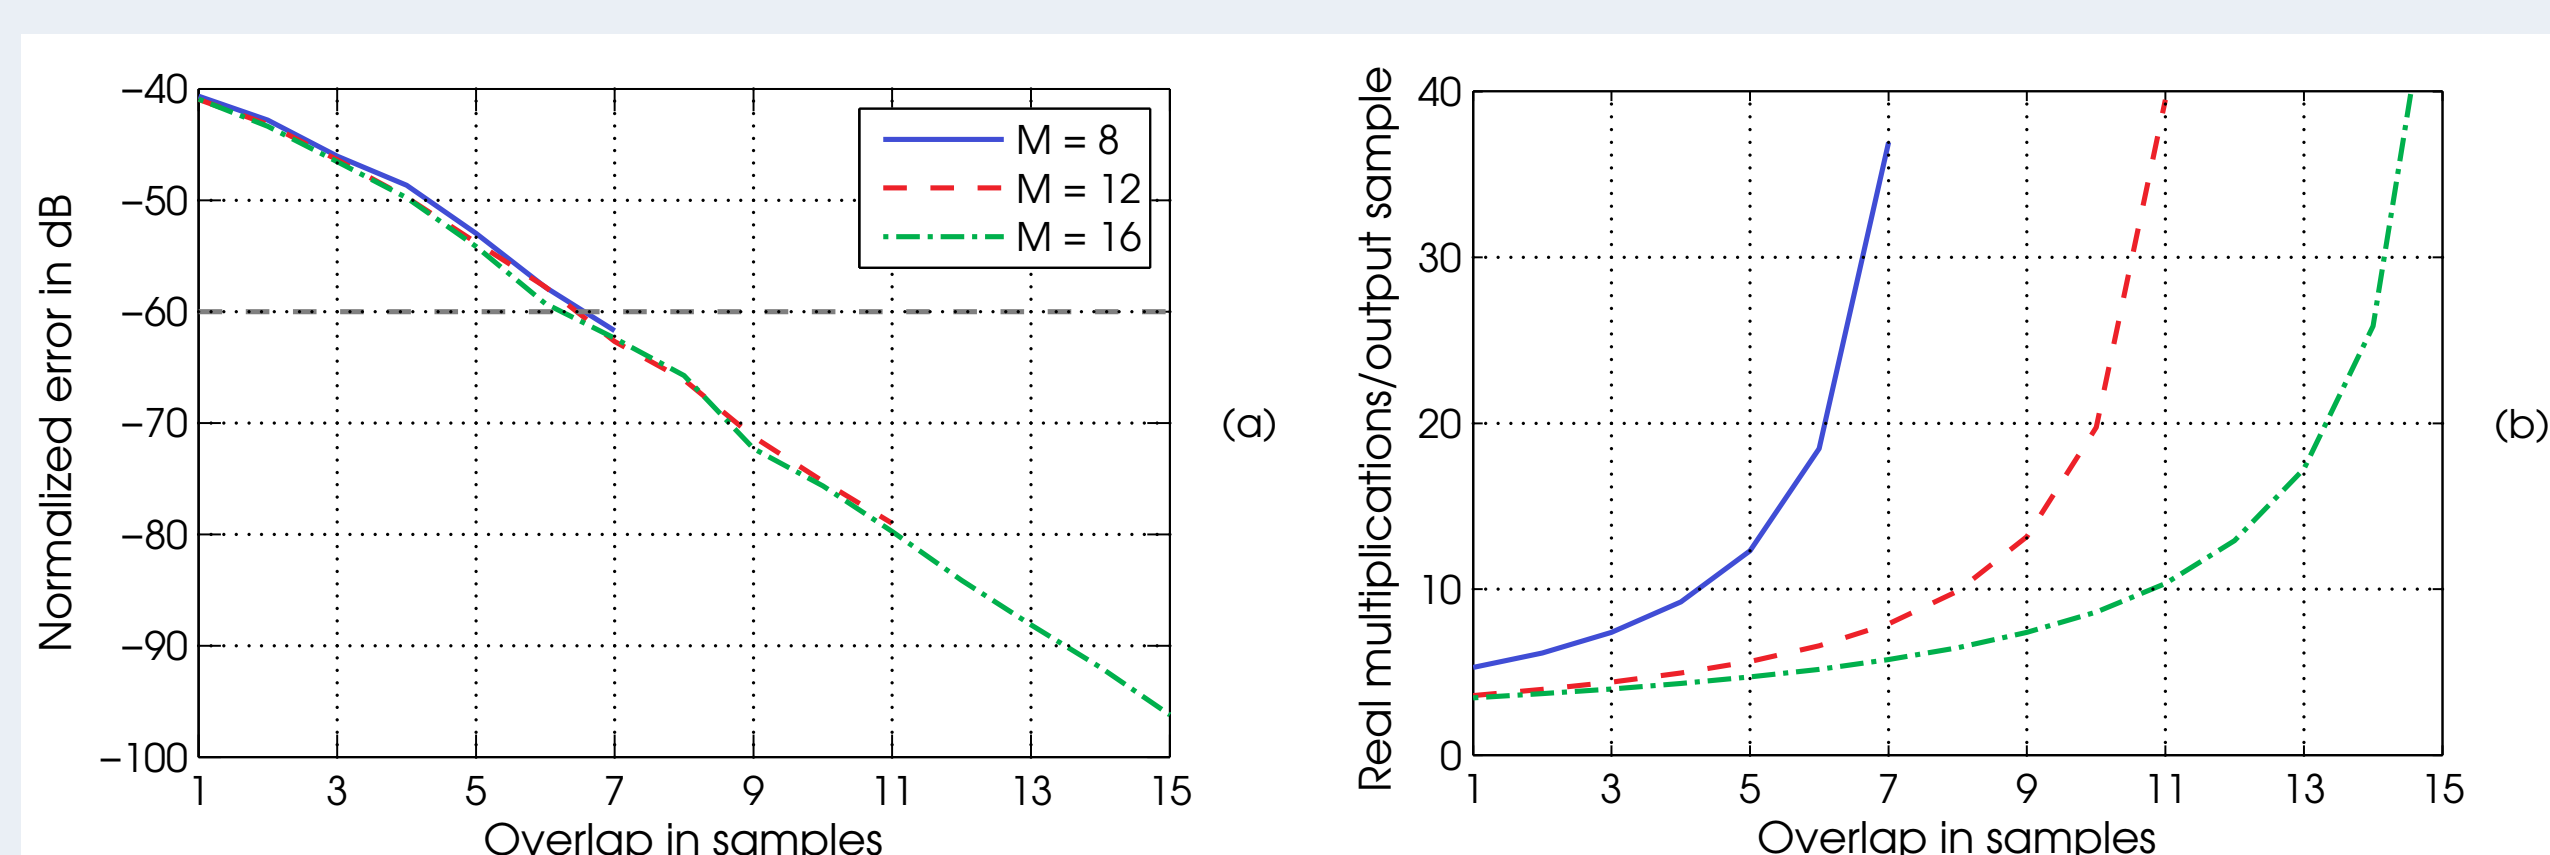 Normalized error in dB
−40
−50
−60
−70
−80
−90
−100
1 3 5 7 9 11 13 15
Overlap in samples
M = 8
M = 12
M = 16
(a)
Real multiplications/output sample
40
30
20
10
0
1 3 5 7 9 11 13 15
Overlap in samples
(b)